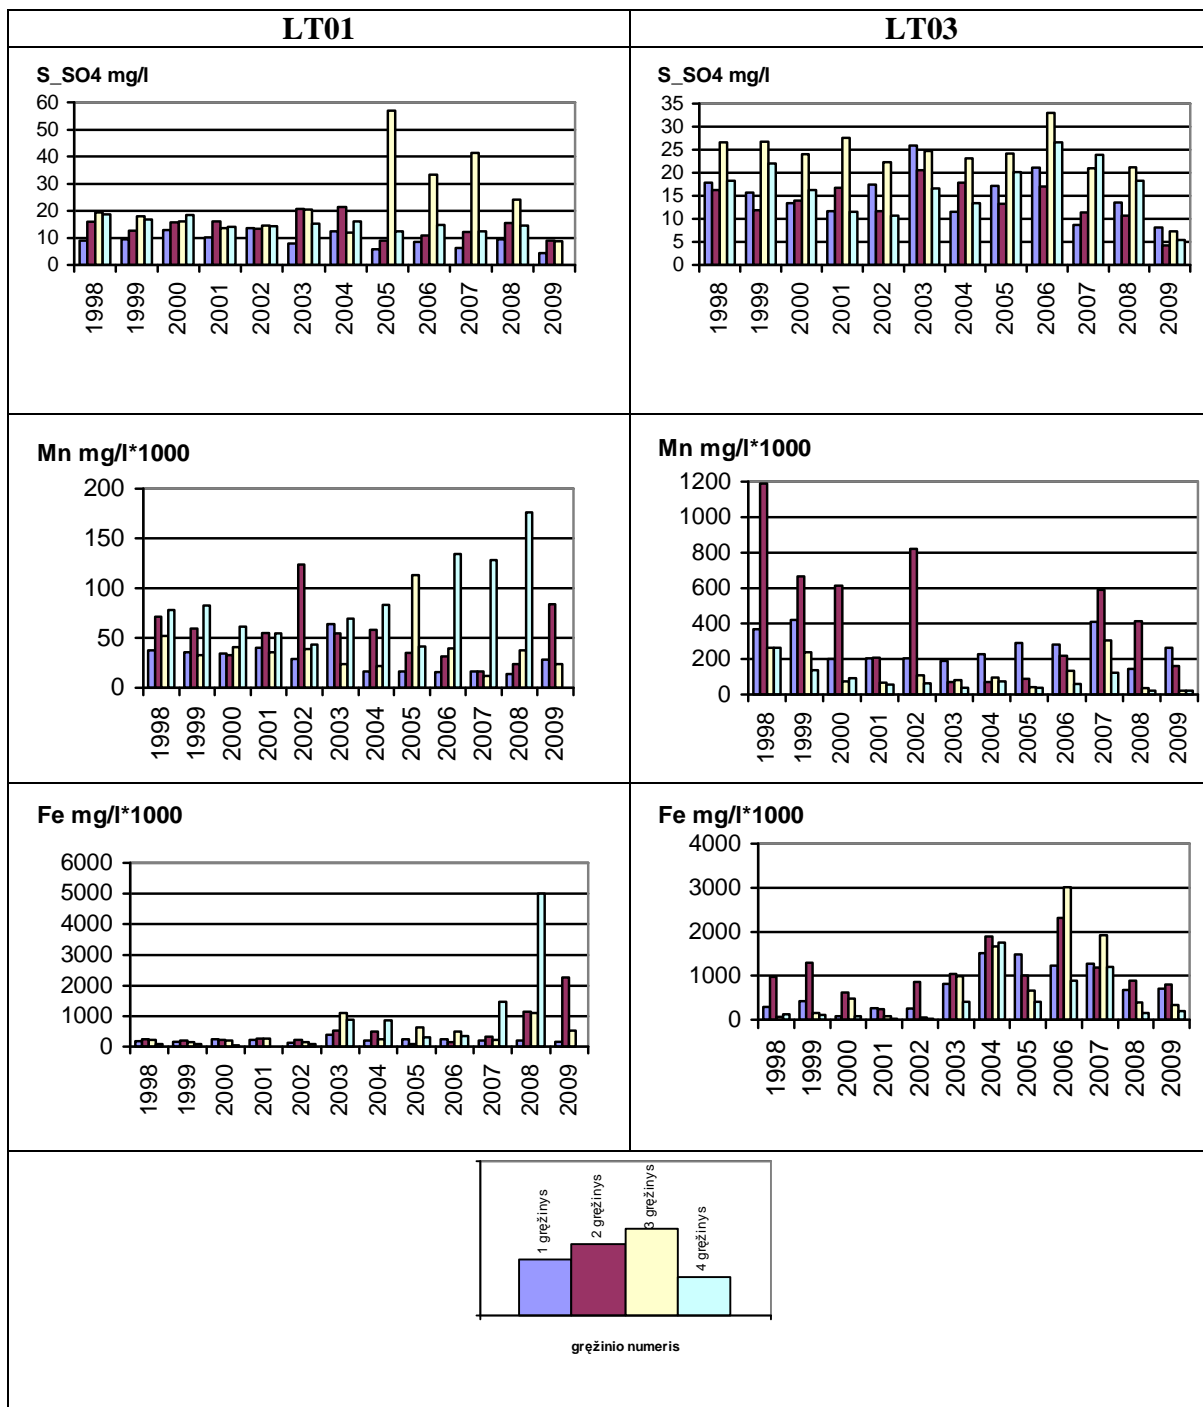 LT01 LT03
S_SO4 mg/l
60
50
40
30
20
10
0
1998 1999 2000 2001 2002 2003 2004 2005 2006 2007 2008 2009
S_SO4 mg/l
35
30
25
20
15
10
5
0
1998 1999 2000 2001 2002 2003 2004 2005 2006 2007 2008 2009
Mn mg/l*1000
200
150
100
50
0
1998 1999 2000 2001 2002 2003 2004 2005 2006 2007 2008 2009
Mn mg/l*1000
1200
1000
800
600
400
200
0
1998 1999 2000 2001 2002 2003 2004 2005 2006 2007 2008 2009
Fe mg/l*1000
6000
5000
4000
3000
2000
1000
0
1998 1999 2000 2001 2002 2003 2004 2005 2006 2007 2008 2009
Fe mg/l*1000
4000
3000
2000
1000
0
1998 1999 2000 2001 2002 2003 2004 2005 2006 2007 2008 2009
1 gręžinys
2 gręžinys
3 gręžinys
4 gręžinys
gręžinio numeris